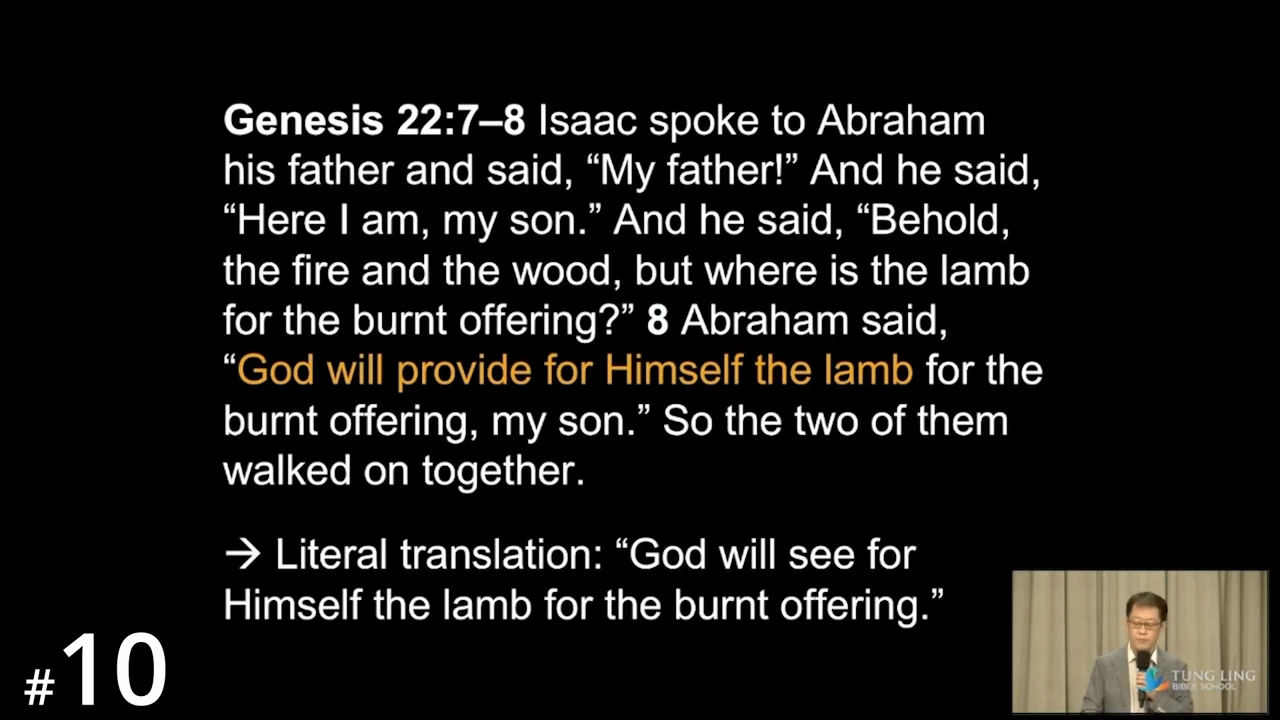 Genesis 22:7–8 Isaac spoke to Abraham
his father and said, “My father!” And he said,
“Here I am, my son.” And he said, “Behold,
the fire and the wood, but where is the lamb
for the burnt offering?” 8 Abraham said,
“God will provide for Himself the lamb for the
burnt offering, my son.” So the two of them
walked on together.
→ Literal translation: “God will see for
Himself the lamb for the burnt offering.”
#10
TUNG LING
BIBLE SCHOOL